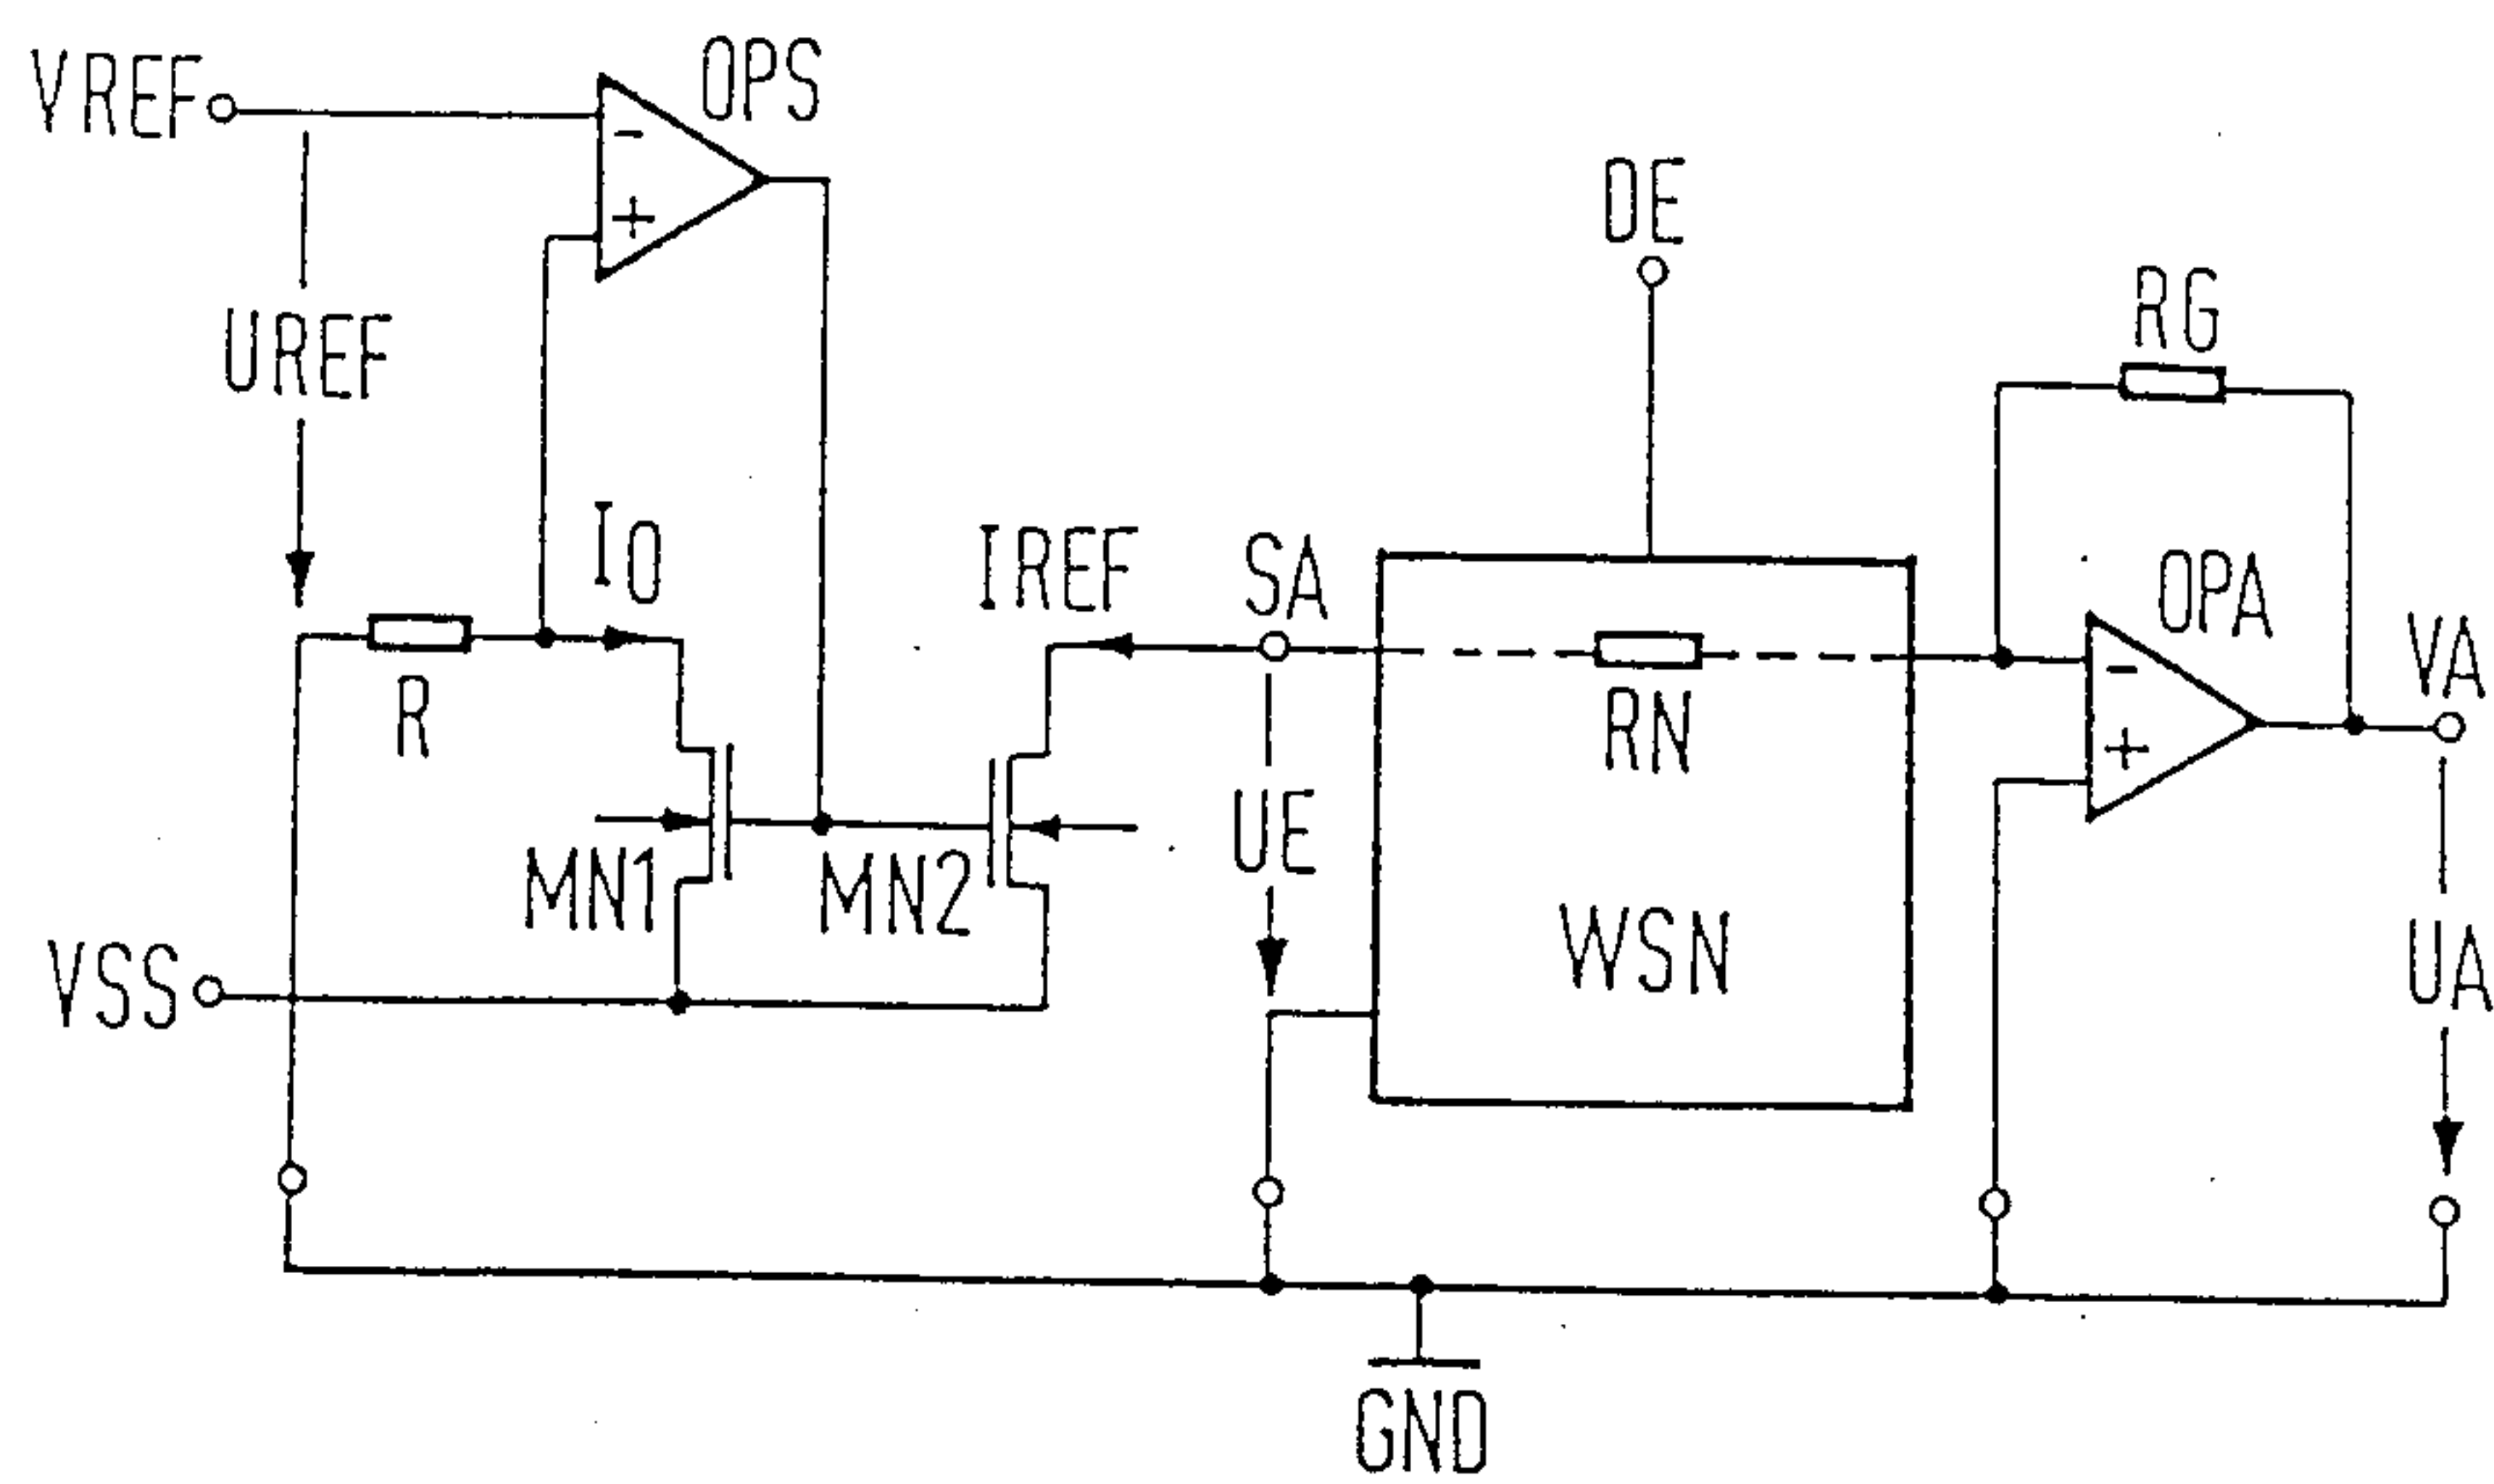 VREF
OPS
DE
RG
UREF
I0
IREF
SA
OPA
VA
R
RN
UE
MN1
MN2
WSN
VSS
UA
GND
-
+
-
+